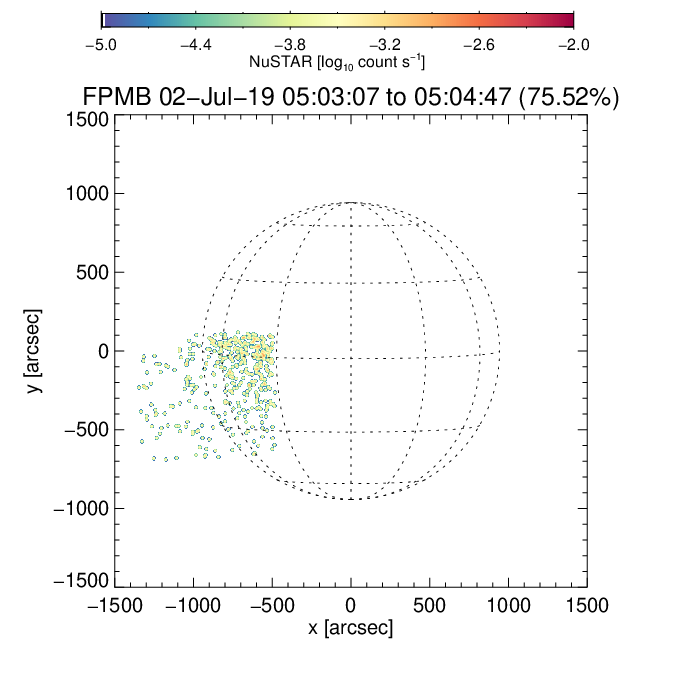 −5.0 −4.4 −3.8 −3.2 −2.6 −2.0
NuSTAR [log₁₀ count s⁻¹]
FPMB 02−Jul−19 05:03:07 to 05:04:47 (75.52%)
1500
1000
500
0
−500
−1000
−1500
y [arcsec]
−1500 −1000 −500 0 500 1000 1500
x [arcsec]